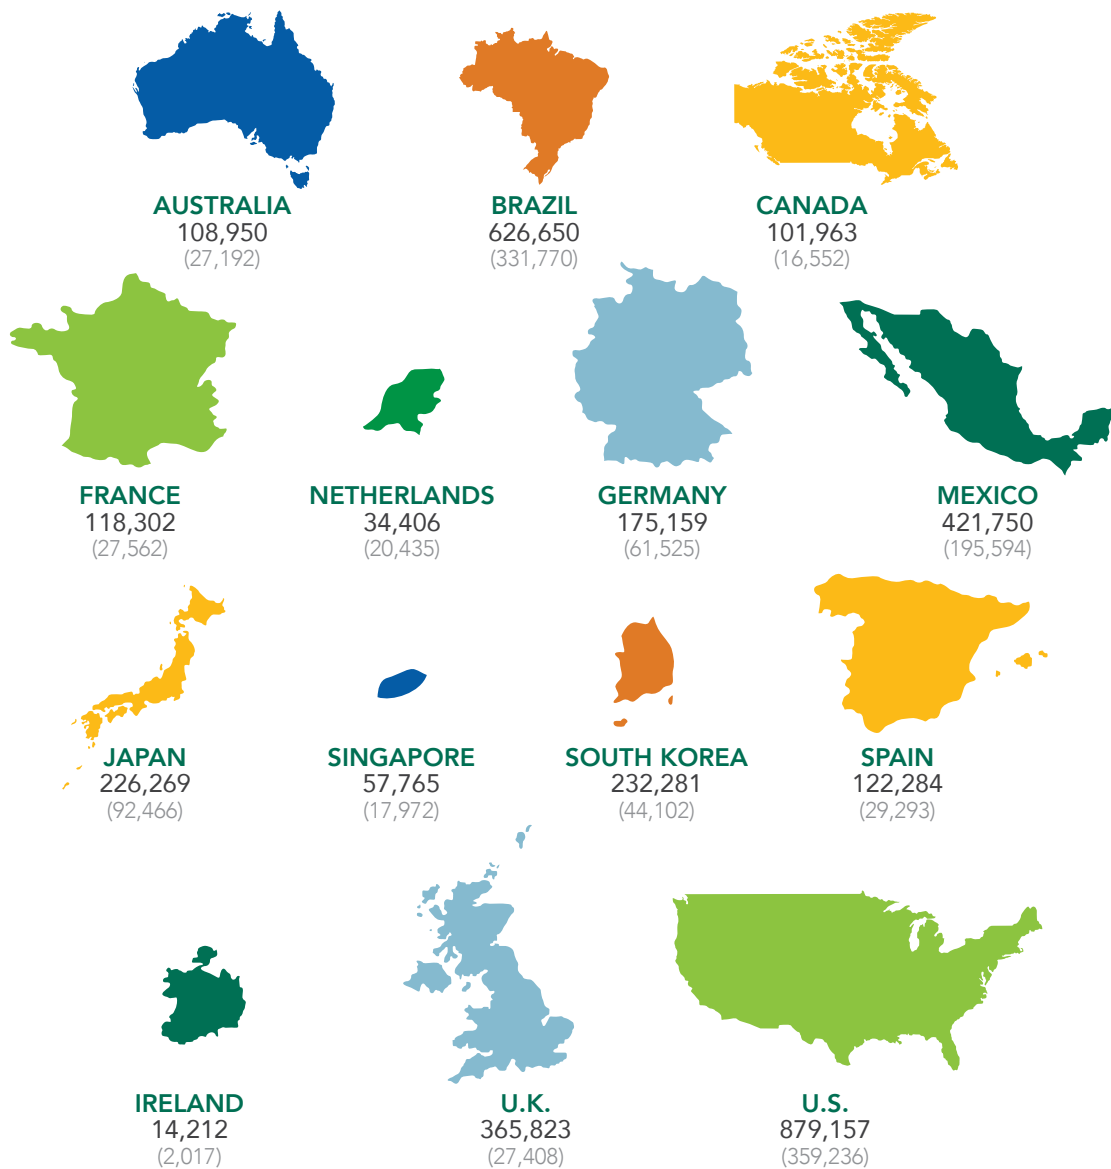 AUSTRALIA
108,950
(27,192)
BRAZIL
626,650
(331,770)
CANADA
101,963
(16,552)
FRANCE
118,302
(27,562)
NETHERLANDS
34,406
(20,435)
GERMANY
175,159
(61,525)
MEXICO
421,750
(195,594)
JAPAN
226,269
(92,466)
SINGAPORE
57,765
(17,972)
SOUTH KOREA
232,281
(44,102)
SPAIN
122,284
(29,293)
IRELAND
14,212
(2,017)
U.K.
365,823
(27,408)
U.S.
879,157
(359,236)